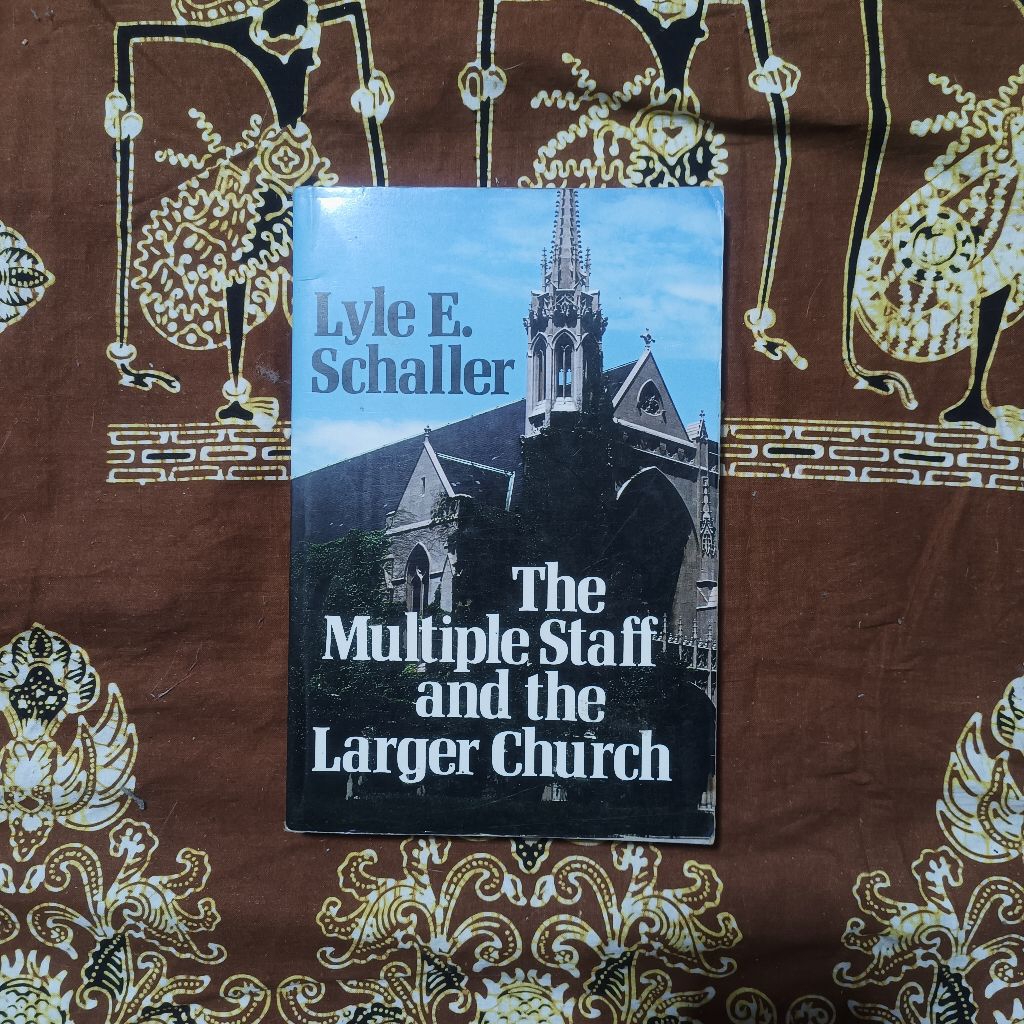 Lyle E.
Schaller
The
Multiple Staff
and the
Larger Church